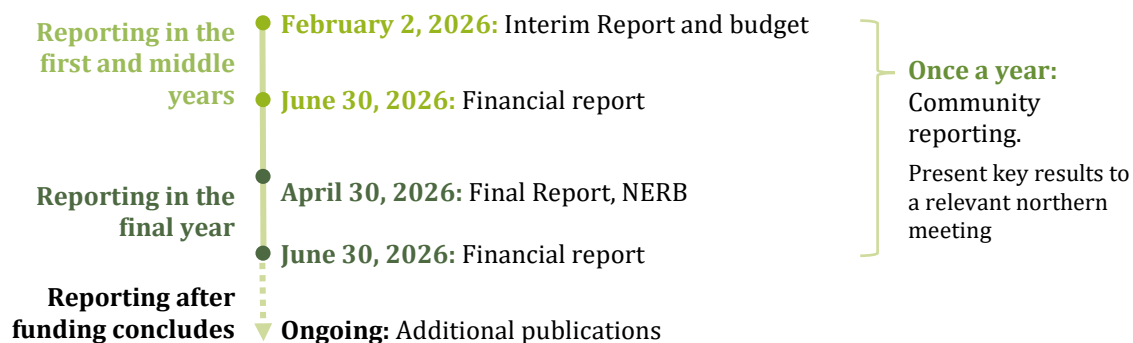 Reporting in the
first and middle
years
February 2, 2026: Interim Report and budget
June 30, 2026: Financial report
Reporting in the
final year
April 30, 2026: Final Report, NERB
June 30, 2026: Financial report
Reporting after
funding concludes
Ongoing: Additional publications
Once a year:
Community
reporting.
Present key results to
a relevant northern
meeting